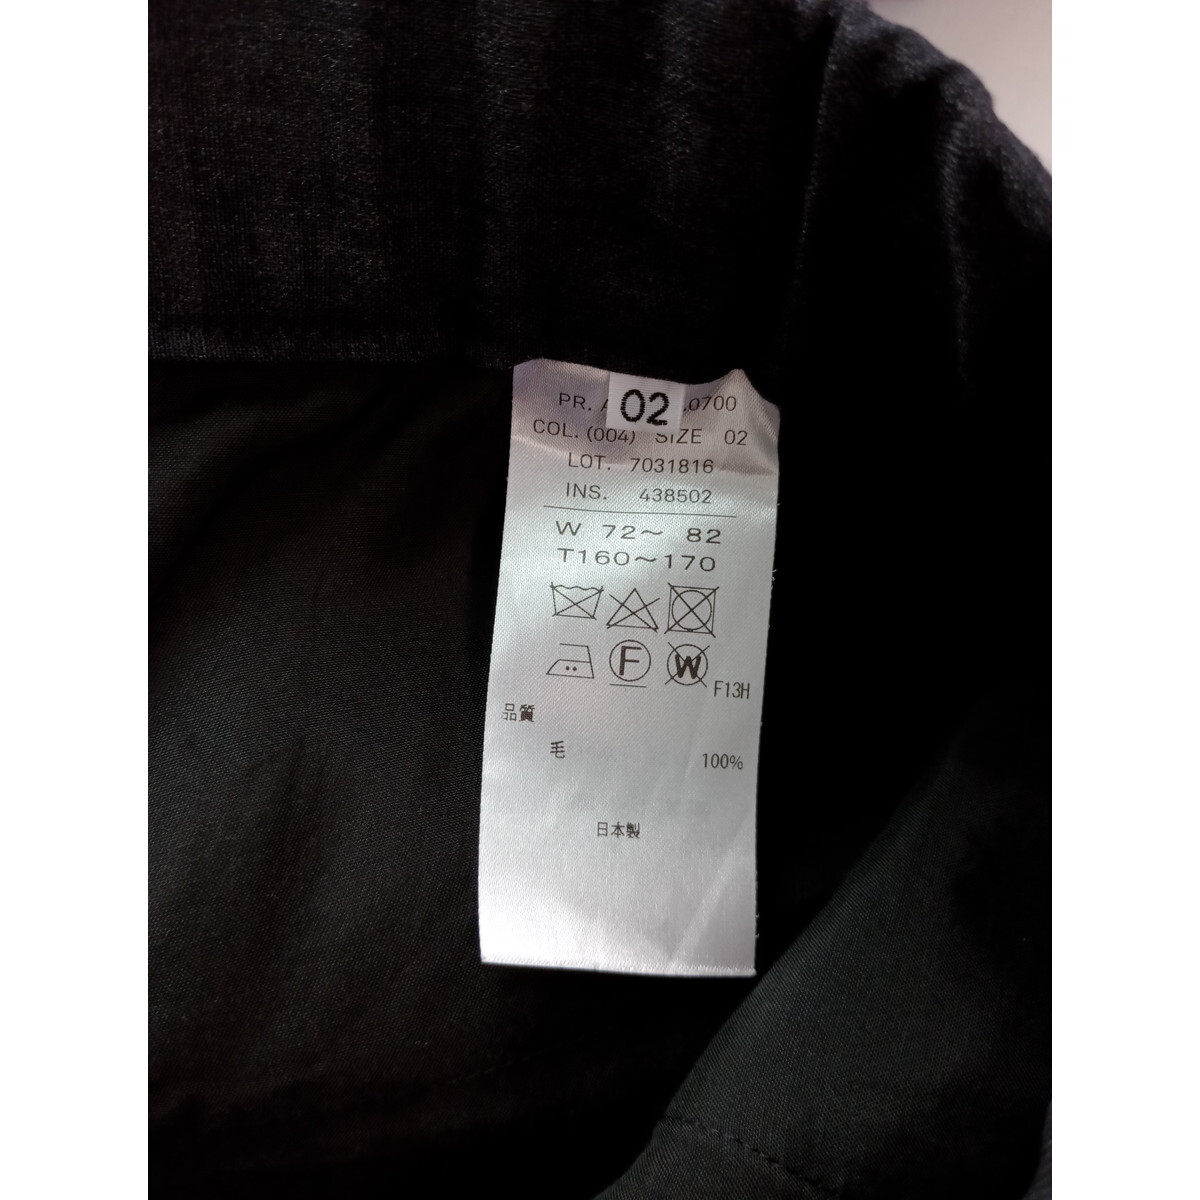 02
PR. .0700
COL. (004) SIZE 02
LOT. 7031816
INS. 438502
W 72~ 82
T160~170
F W F13H
品質
毛 100%
日本製